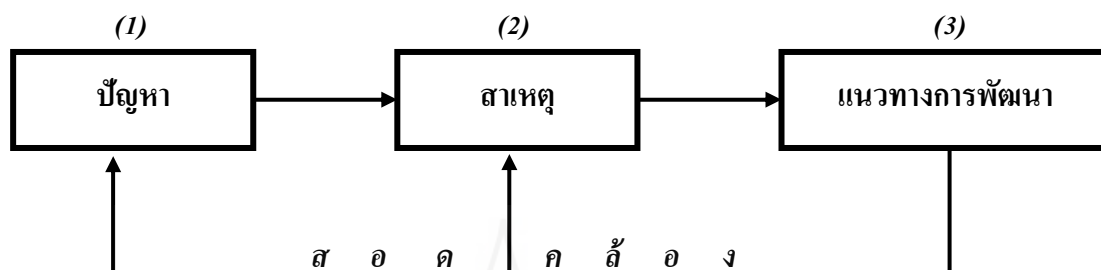 (1) (2) (3)
ปัญหา สาเหตุ แนวทางการพัฒนา
ส อ ด ค ล้ อ ง